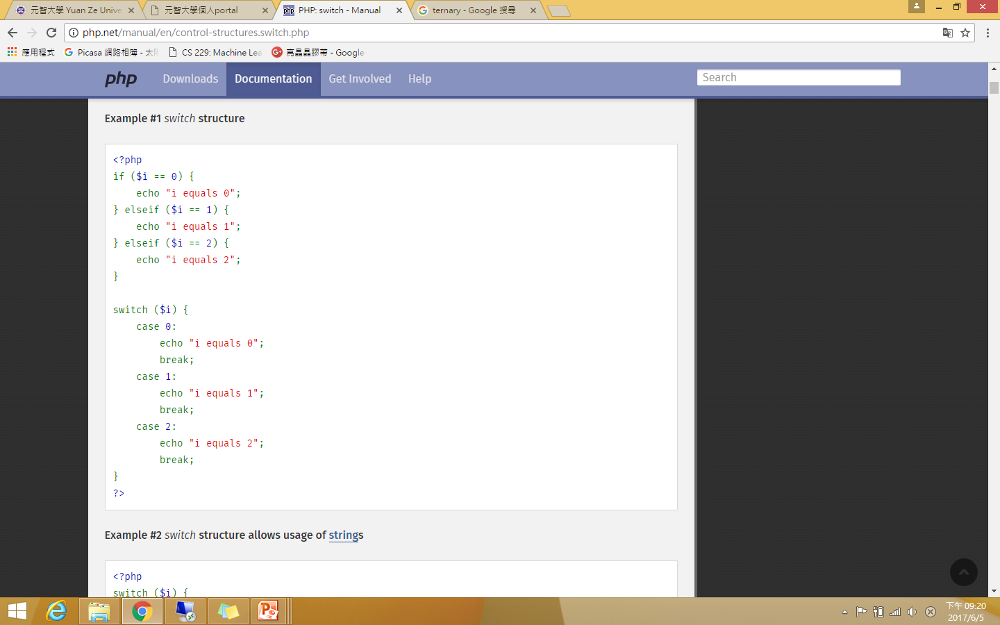 元智大學 Yuan Ze Unive
元智大學個人portal
php PHP: switch - Manual
ternary - Google 搜尋
php.net/manual/en/control-structures.switch.php
應用程式
Picasa 網路相簿 - 太
CS 229: Machine Lea
亮晶晶膠帶 - Google
php
Downloads
Documentation
Get Involved
Help
Search
Example #1 switch structure
<?php
if ($i == 0) {
    echo "i equals 0";
} elseif ($i == 1) {
    echo "i equals 1";
} elseif ($i == 2) {
    echo "i equals 2";
}
switch ($i) {
    case 0:
        echo "i equals 0";
        break;
    case 1:
        echo "i equals 1";
        break;
    case 2:
        echo "i equals 2";
        break;
}
?>
Example #2 switch structure allows usage of strings
<?php
switch ($i) {
下午 09:20
2017/6/5